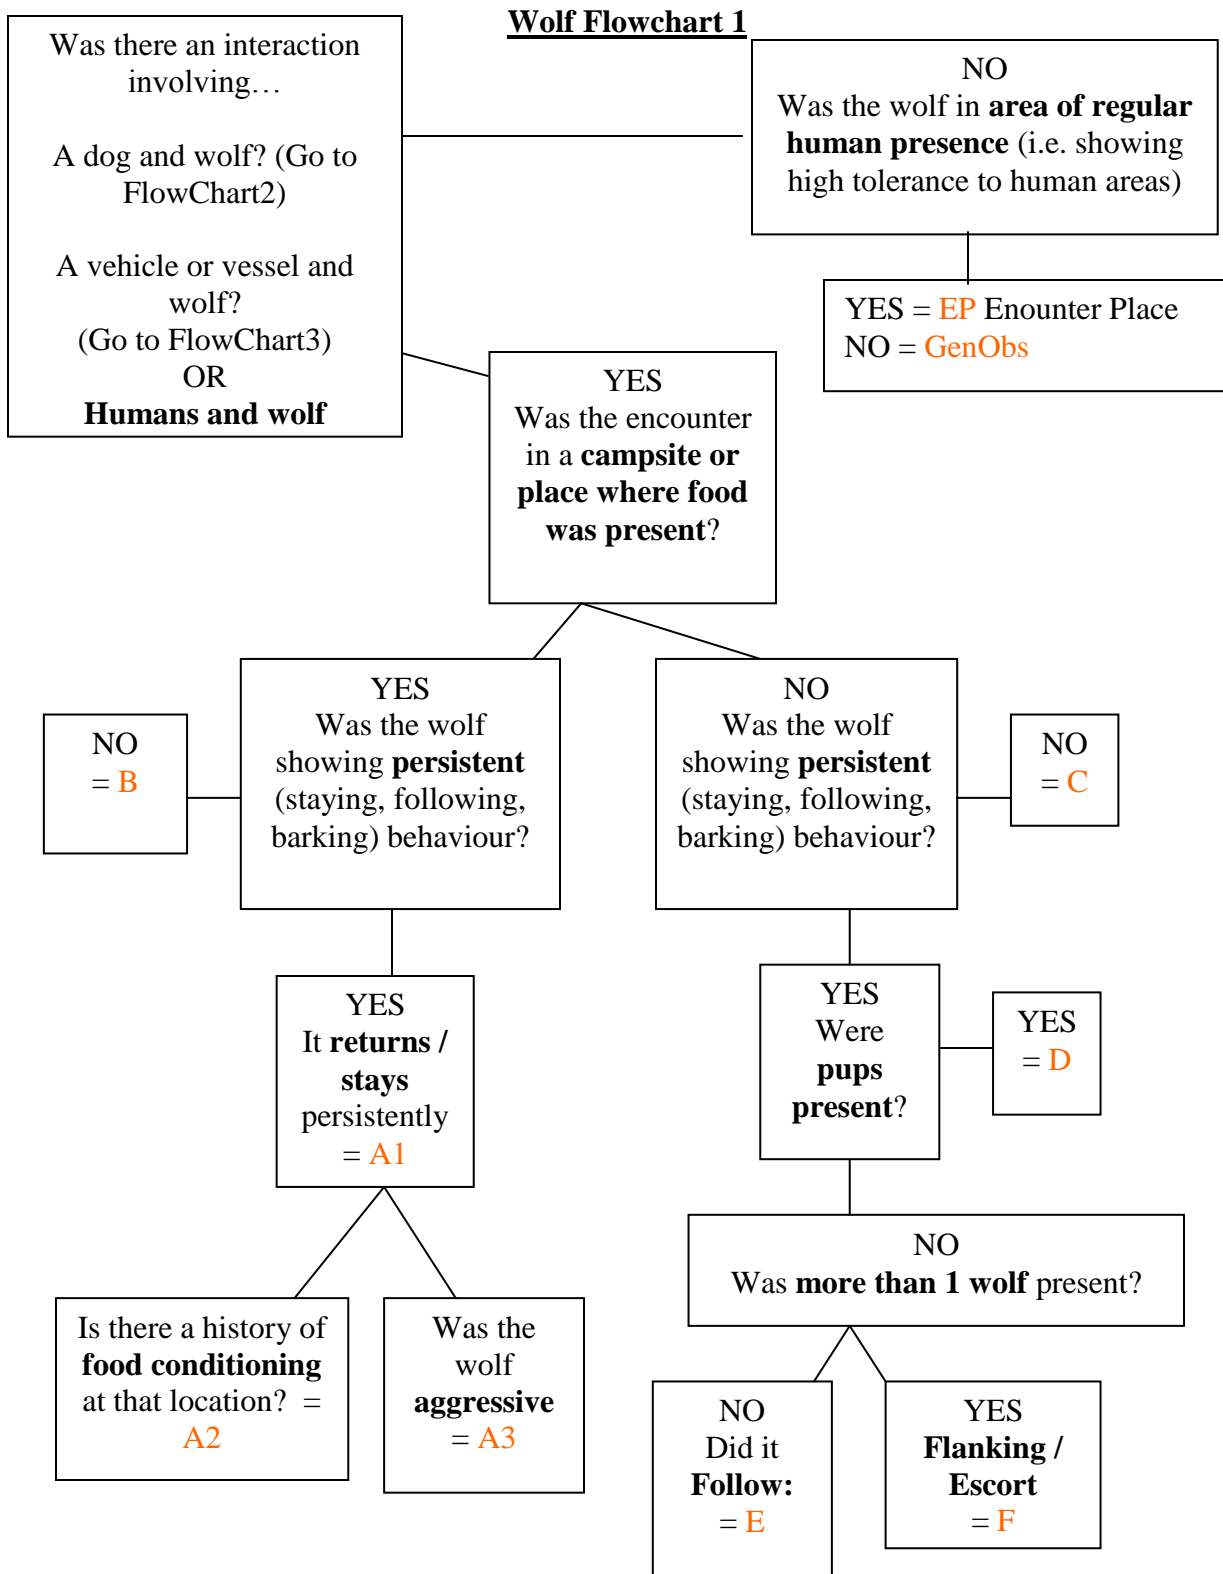 Wolf Flowchart 1
Was there an interaction
involving…
A dog and wolf? (Go to
FlowChart2)
A vehicle or vessel and
wolf?
(Go to FlowChart3)
OR
Humans and wolf
NO
Was the wolf in area of regular
human presence (i.e. showing
high tolerance to human areas)
YES = EP Enounter Place
NO = GenObs
YES
Was the encounter
in a campsite or
place where food
was present?
NO
= B
YES
Was the wolf
showing persistent
(staying, following,
barking) behaviour?
NO
Was the wolf
showing persistent
(staying, following,
barking) behaviour?
NO
= C
YES
It returns /
stays
persistently
= A1
YES
Were
pups
present?
YES
= D
NO
Was more than 1 wolf present?
Is there a history of
food conditioning
at that location? =
A2
Was the
wolf
aggressive
= A3
NO
Did it
Follow:
= E
YES
Flanking /
Escort
= F